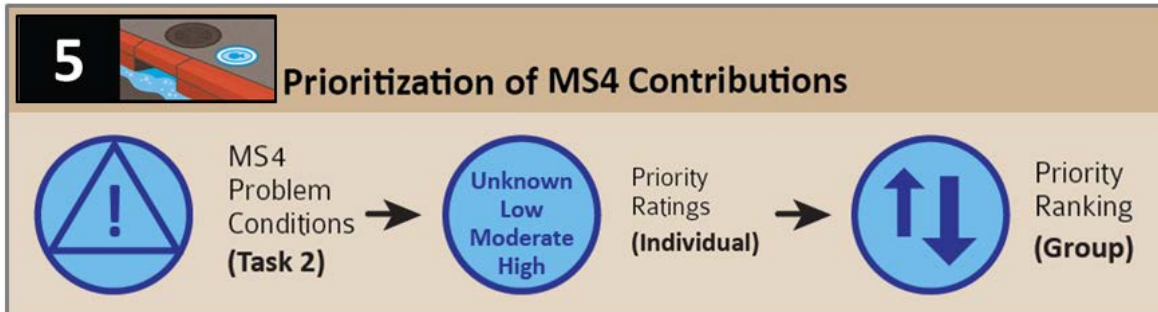 5
Prioritization of MS4 Contributions
!
MS4
Problem
Conditions
(Task 2)
Unknown
Low
Moderate
High
Priority
Ratings
(Individual)
Priority
Ranking
(Group)